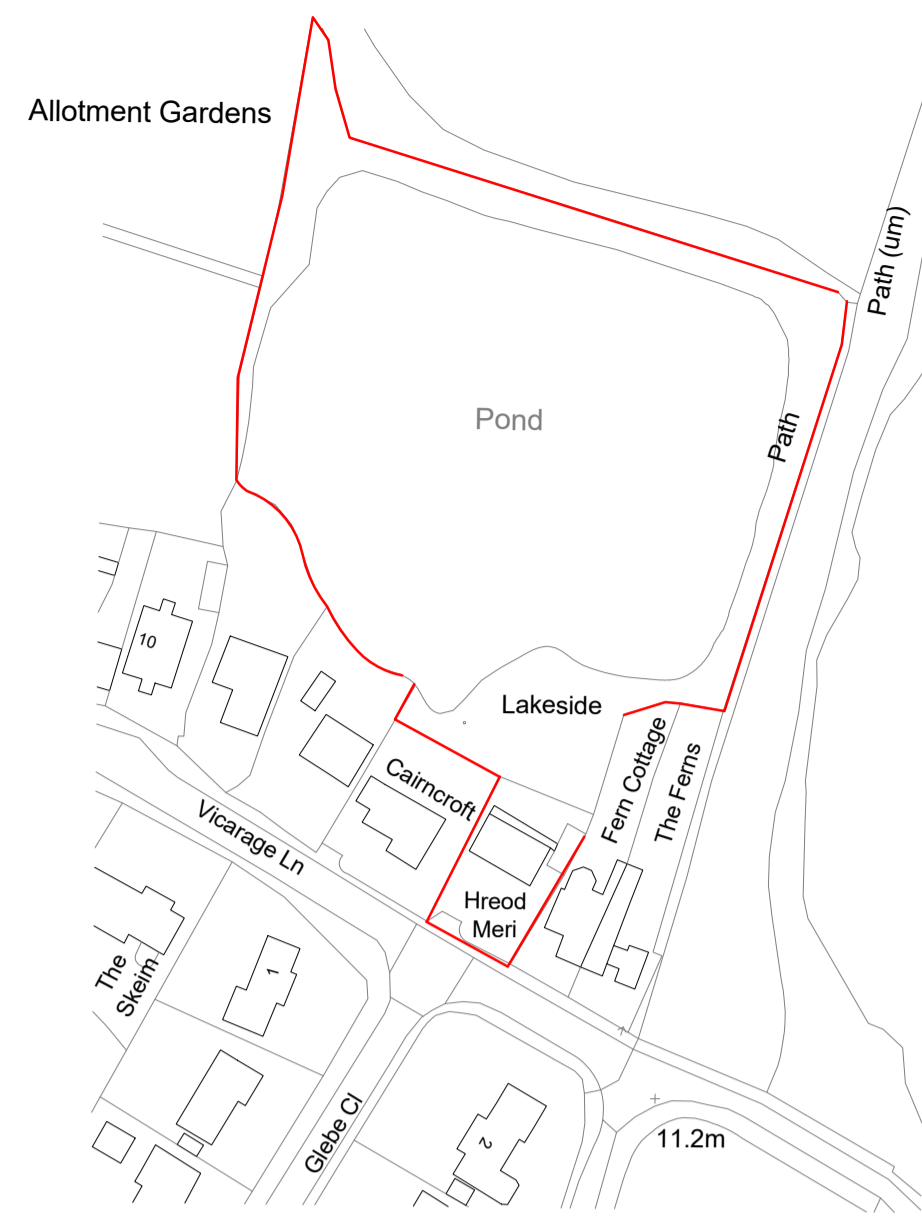 Allotment Gardens
Path (um)
Pond
Path
10
Lakeside
Cairncroft
Fern Cottage
The Ferns
Vicarage Ln
Hreod
Meri
The
Skeim
1
Glebe Cl
2
11.2m